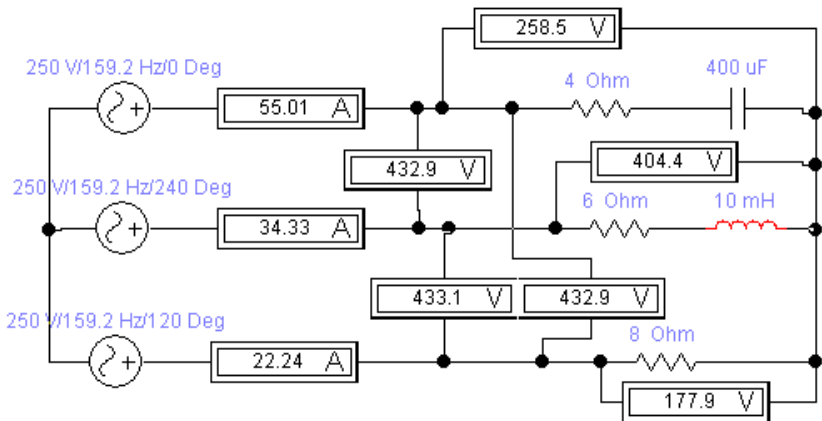 258.5 V
250 V/159.2 Hz/0 Deg
4 Ohm
400 uF
55.01 A
432.9 V
404.4 V
250 V/159.2 Hz/240 Deg
6 Ohm
10 mH
34.33 A
433.1 V
432.9 V
250 V/159.2 Hz/120 Deg
8 Ohm
22.24 A
177.9 V